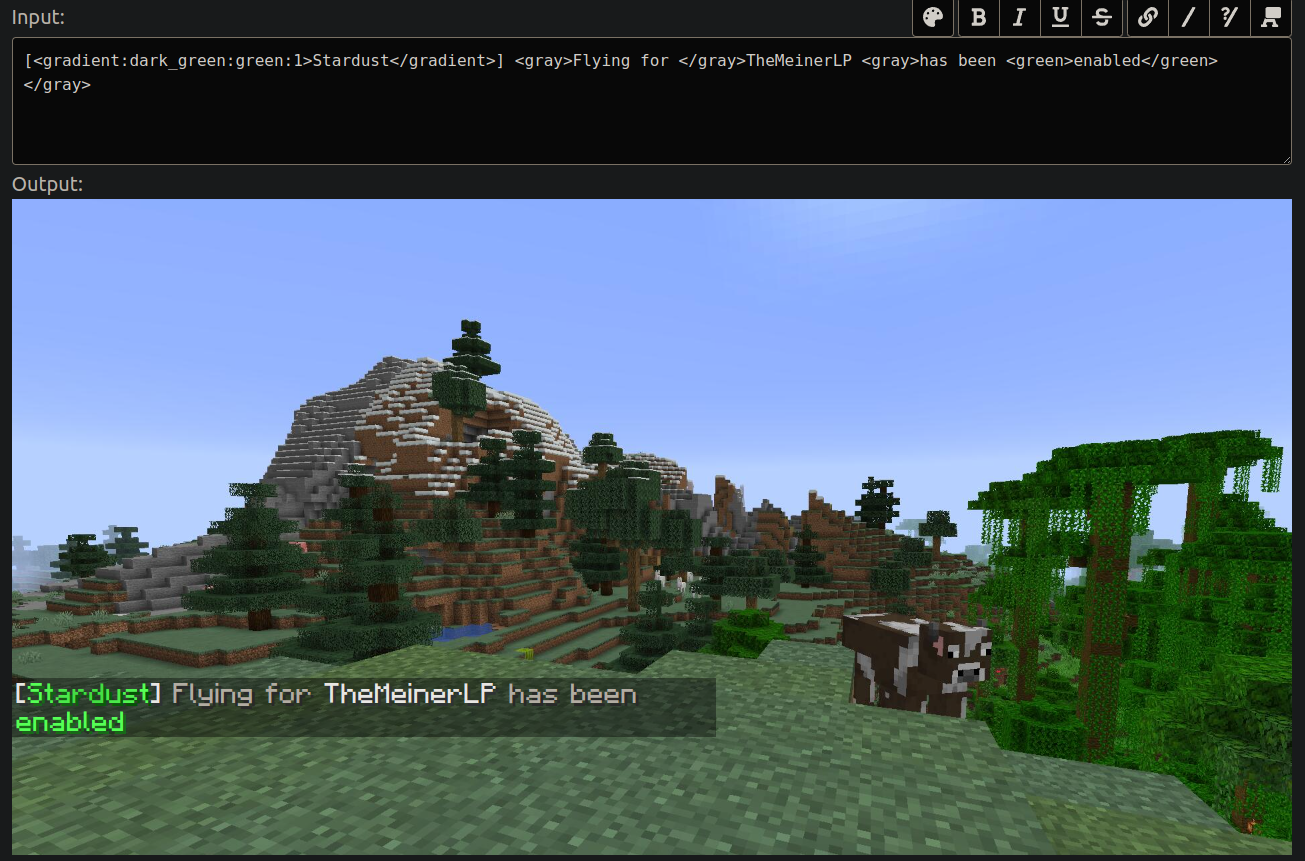 Input:
B I U S
[<gradient:dark_green:green:1>Stardust</gradient>] <gray>Flying for </gray>TheMeinerLP <gray>has been <green>enabled</green>
</gray>
Output:
[Stardust] Flying for TheMeinerLP has been
enabled